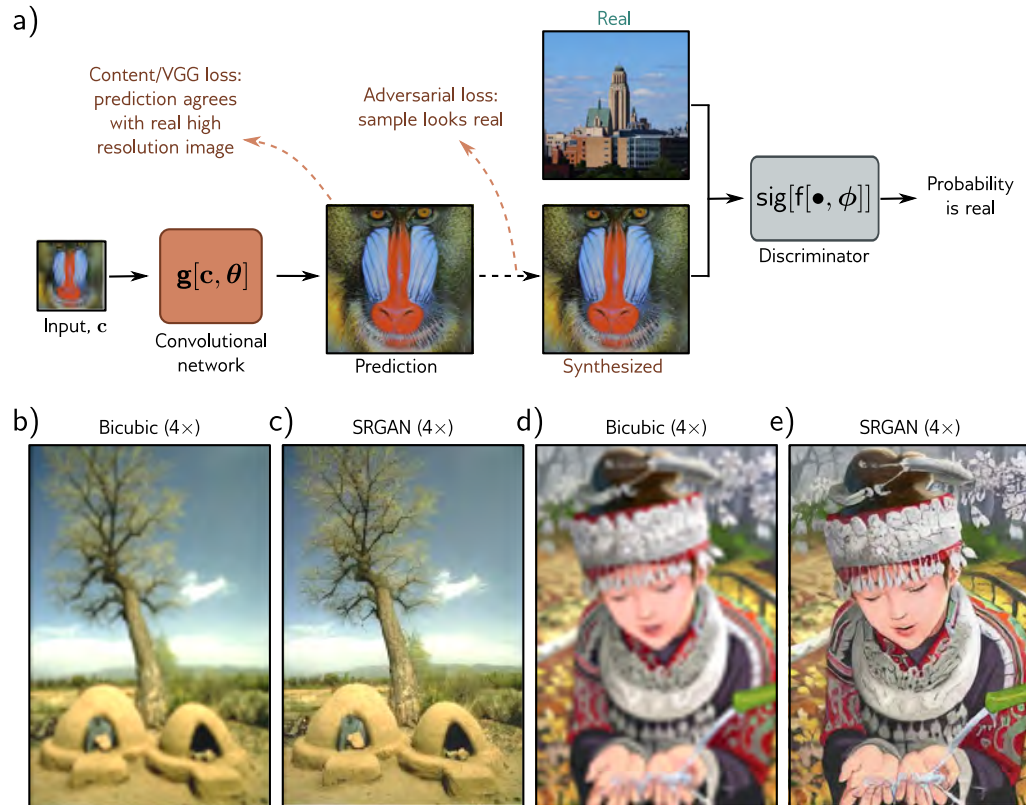 a)
Real
Content/VGG loss:
prediction agrees
with real high
resolution image
Adversarial loss:
sample looks real
g[c, θ]
sig[f[•, ϕ]]
Probability
is real
Discriminator
Input, c
Convolutional
network
Prediction
Synthesized
b)
Bicubic (4×)
c)
SRGAN (4×)
d)
Bicubic (4×)
e)
SRGAN (4×)